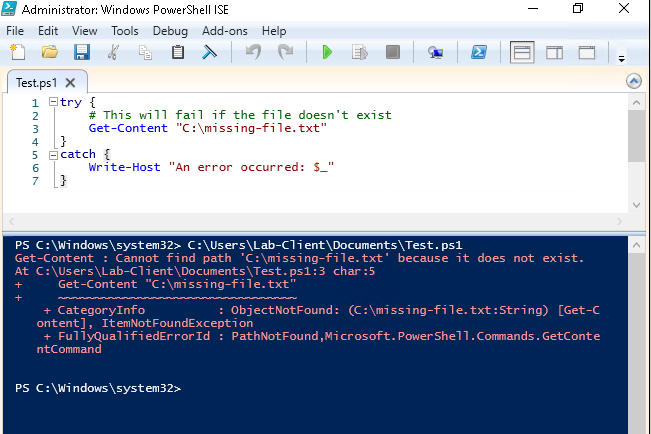 Administrator: Windows PowerShell ISE
File Edit View Tools Debug Add-ons Help
Test.ps1
1 try {
2 # This will fail if the file doesn't exist
3 Get-Content "C:\missing-file.txt"
4 }
5 catch {
6 Write-Host "An error occurred: $_"
7 }
PS C:\Windows\system32> C:\Users\Lab-Client\Documents\Test.ps1
Get-Content : Cannot find path 'C:\missing-file.txt' because it does not exist.
At C:\Users\Lab-Client\Documents\Test.ps1:3 char:5
+     Get-Content "C:\missing-file.txt"
+     ~~~~~~~~~~~~~~~~~~~~~~~~~~~~~~~~~
+ CategoryInfo          : ObjectNotFound: (C:\missing-file.txt:String) [Get-C
ontent], ItemNotFoundException
+ FullyQualifiedErrorId : PathNotFound,Microsoft.PowerShell.Commands.GetConte
ntCommand
PS C:\Windows\system32>